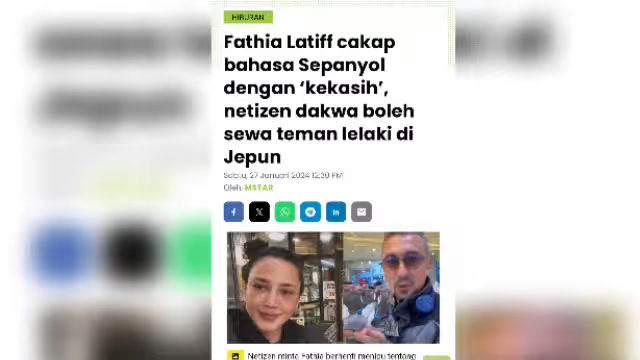 HIBURAN
Fathia Latiff cakap
bahasa Sepanyol
dengan ‘kekasih’,
netizen dakwa boleh
sewa teman lelaki di
Jepun
Sabtu, 27 Januari 2024 12:30 PM
Oleh: MSTAR
Netizen minta Fathia berhenti menipu tentang